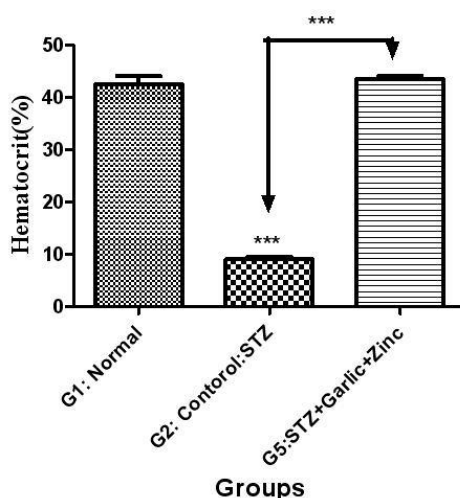 ***
50
40
30
20
10
0
Hematocrit(%)
***
G1: Normal
G2: Contorol:STZ
G5:STZ+Garlic+Zinc
Groups